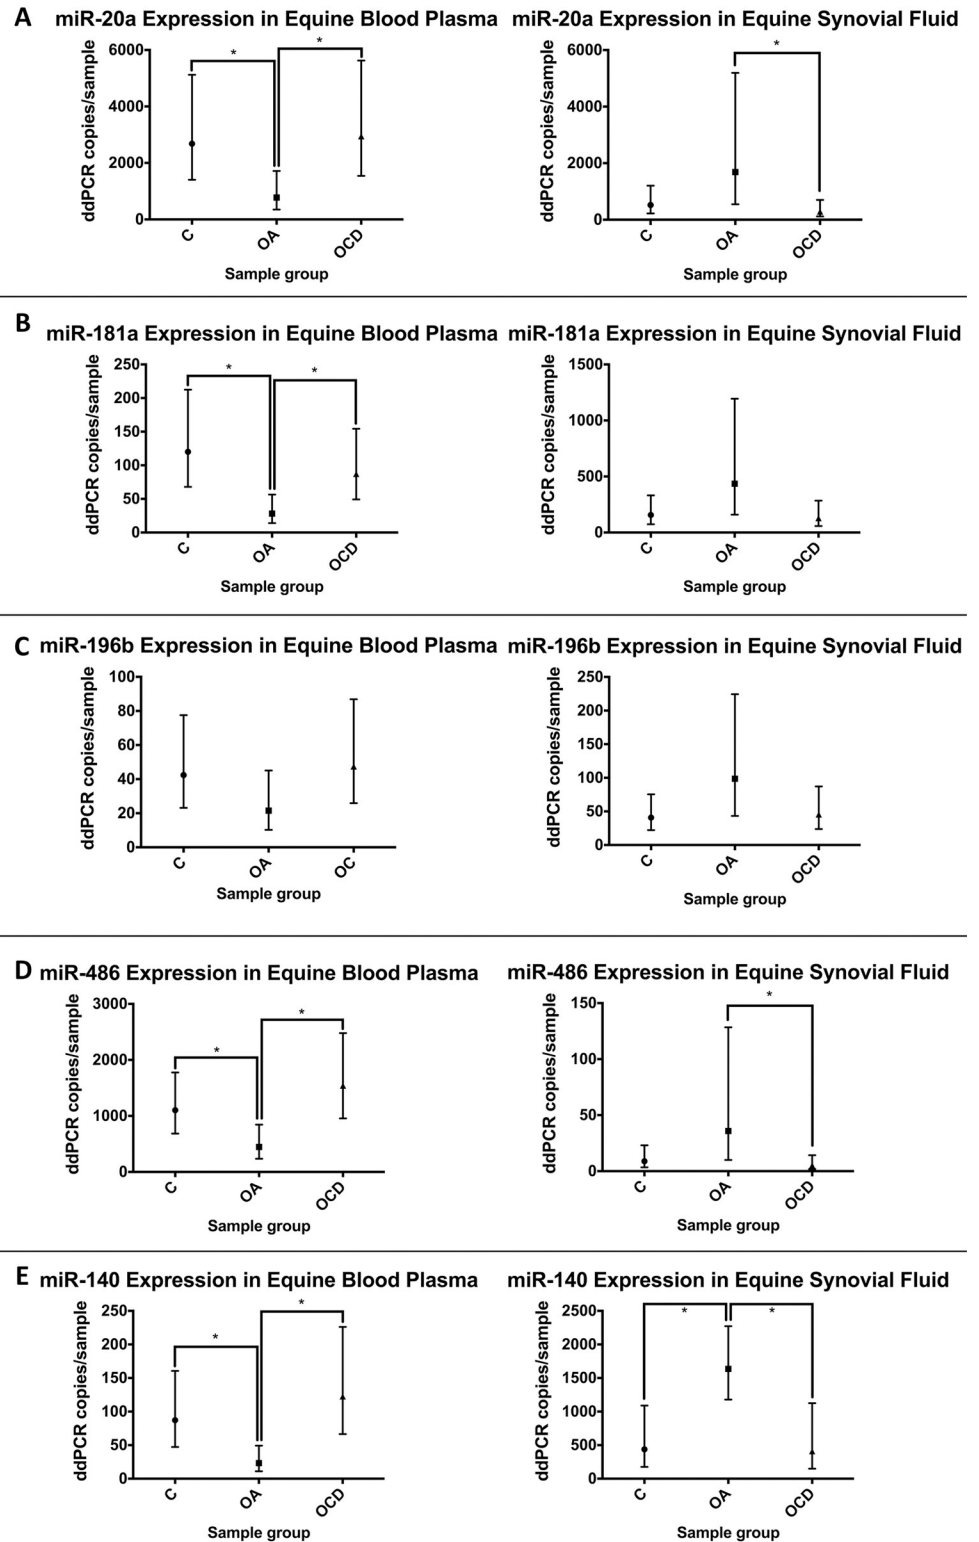 A
miR-20a Expression in Equine Blood Plasma
ddPCR copies/sample
6000
4000
2000
0
*
*
C
OA
OCD
Sample group
miR-20a Expression in Equine Synovial Fluid
ddPCR copies/sample
6000
4000
2000
0
*
C
OA
OCD
Sample group
B
miR-181a Expression in Equine Blood Plasma
ddPCR copies/sample
250
200
150
100
50
0
*
*
C
OA
OCD
Sample group
miR-181a Expression in Equine Synovial Fluid
ddPCR copies/sample
1500
1000
500
0
C
OA
OCD
Sample group
C
miR-196b Expression in Equine Blood Plasma
ddPCR copies/sample
100
80
60
40
20
0
C
OA
OC
Sample group
miR-196b Expression in Equine Synovial Fluid
ddPCR copies/sample
250
200
150
100
50
0
C
OA
OCD
Sample group
D
miR-486 Expression in Equine Blood Plasma
ddPCR copies/sample
3000
2000
1000
0
*
*
C
OA
OCD
Sample group
miR-486 Expression in Equine Synovial Fluid
ddPCR copies/sample
150
100
50
0
*
C
OA
OCD
Sample group
E
miR-140 Expression in Equine Blood Plasma
ddPCR copies/sample
250
200
150
100
50
0
*
*
C
OA
OCD
Sample group
miR-140 Expression in Equine Synovial Fluid
ddPCR copies/sample
2500
2000
1500
1000
500
0
*
*
C
OA
OCD
Sample group